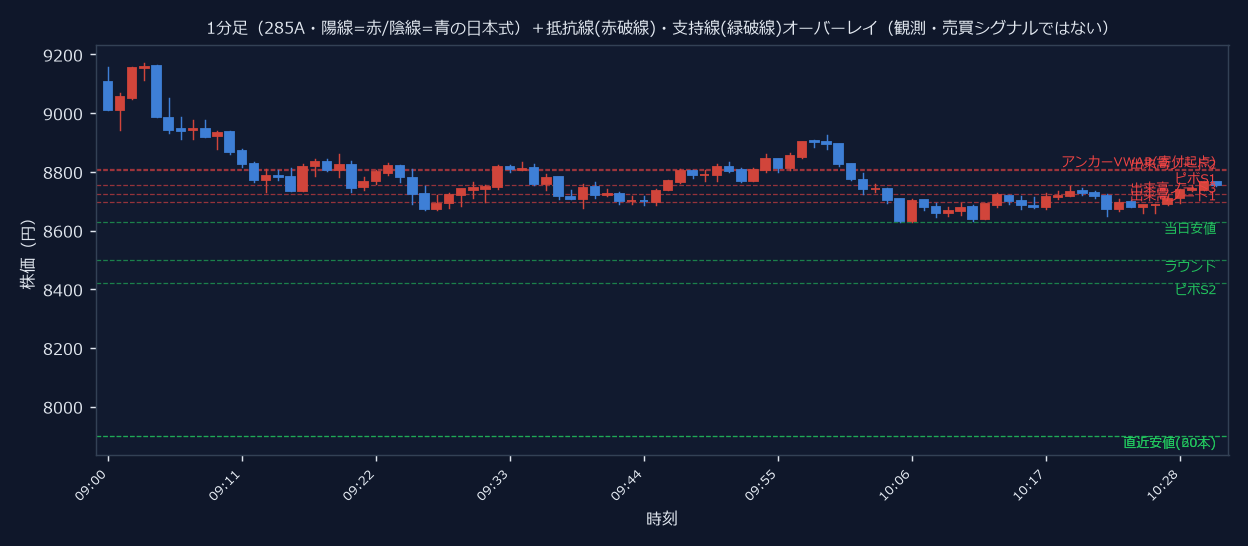 1分足（285A・陽線=赤/陰線=青の日本式）＋抵抗線(赤破線)・支持線(緑破線)オーバーレイ（観測・売買シグナルではない）
株価 (円)
9200
9000
8800
8600
8400
8200
8000
アンカーVWAP(寄付起点)
ピボS1
当日安値
ラウンド
ピボS2
直近安値(20本)
09:00
09:11
09:22
09:33
09:44
09:55
10:06
10:17
10:28
時刻